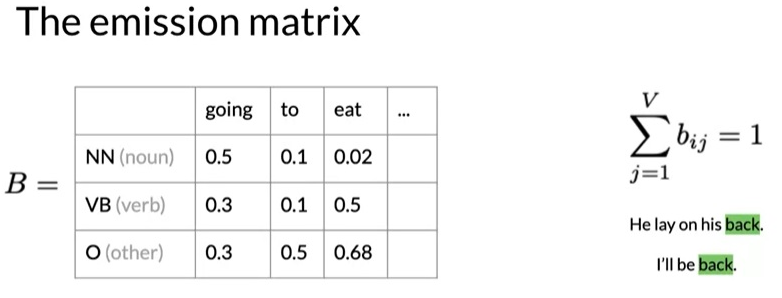 The emission matrix
going to eat ...
B =
NN (noun) 0.5 0.1 0.02
VB (verb) 0.3 0.1 0.5
O (other) 0.3 0.5 0.68
V
∑ bij = 1
j=1
He lay on his back.
I'll be back.